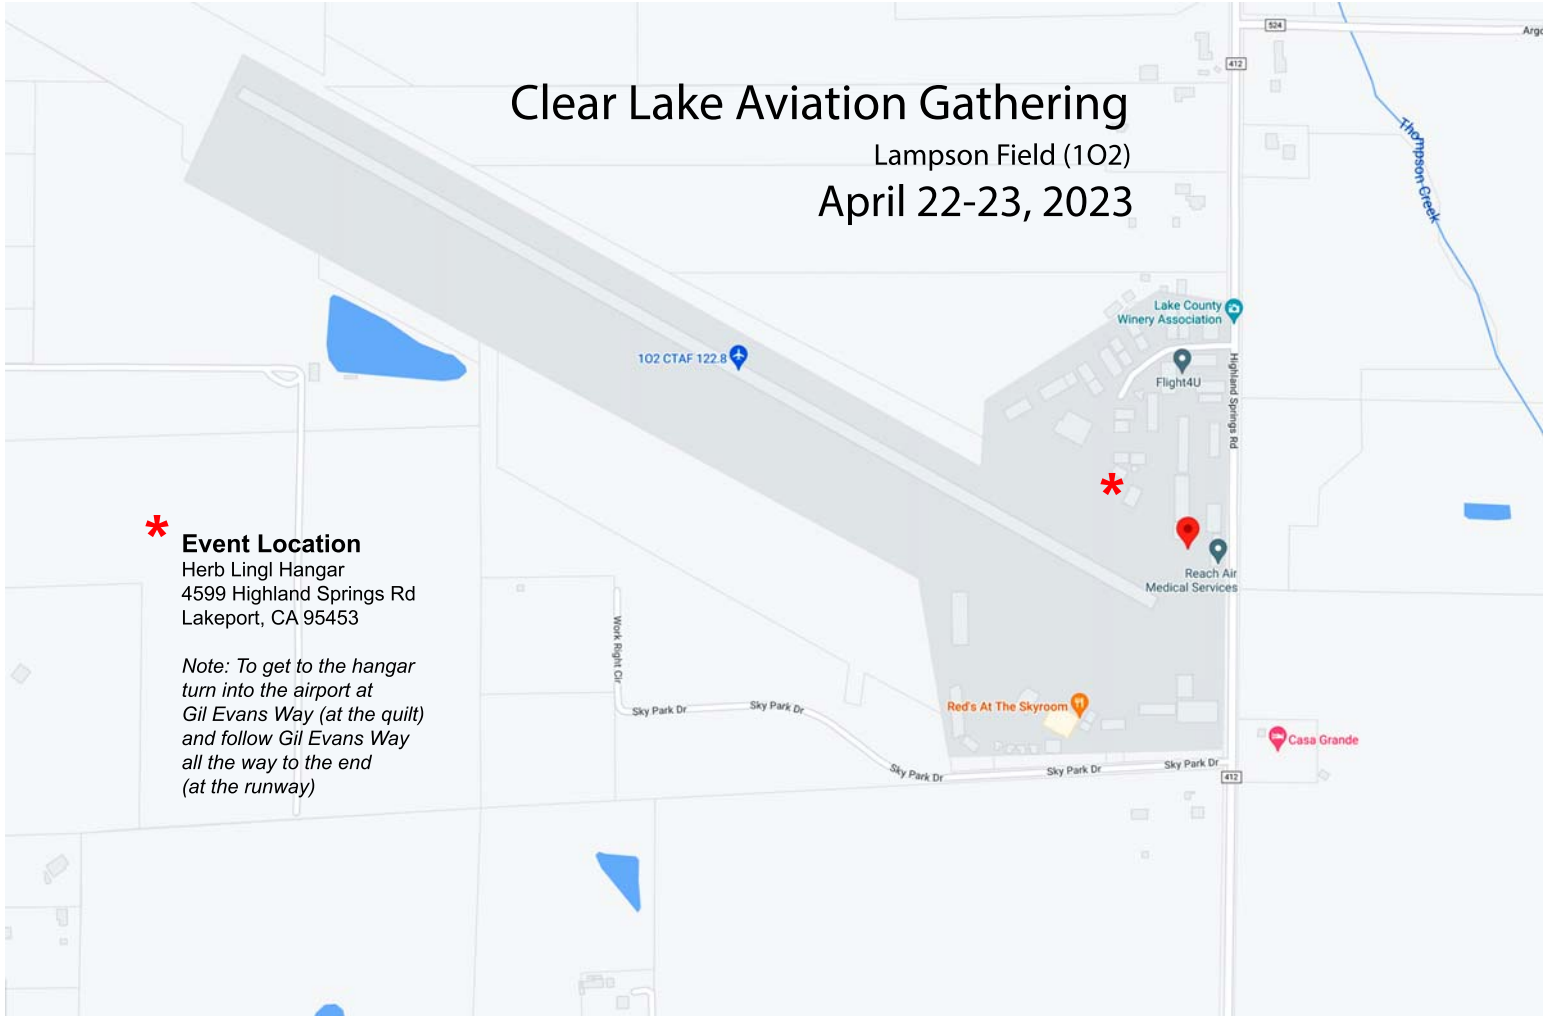 524
Argo
412
Clear Lake Aviation Gathering
Lampson Field (1O2)
April 22-23, 2023
Thompson Creek
Lake County
Winery Association
1O2 CTAF 122.8
Flight4U
Highland Springs Rd
*
*
Event Location
Herb Lingl Hangar
4599 Highland Springs Rd
Lakeport, CA 95453
Reach Air
Medical Services
Note: To get to the hangar
turn into the airport at
Gil Evans Way (at the quilt)
and follow Gil Evans Way
all the way to the end
(at the runway)
Work Right Cir
Sky Park Dr
Sky Park Dr
Red's At The Skyroom
Casa Grande
Sky Park Dr
Sky Park Dr
Sky Park Dr
412